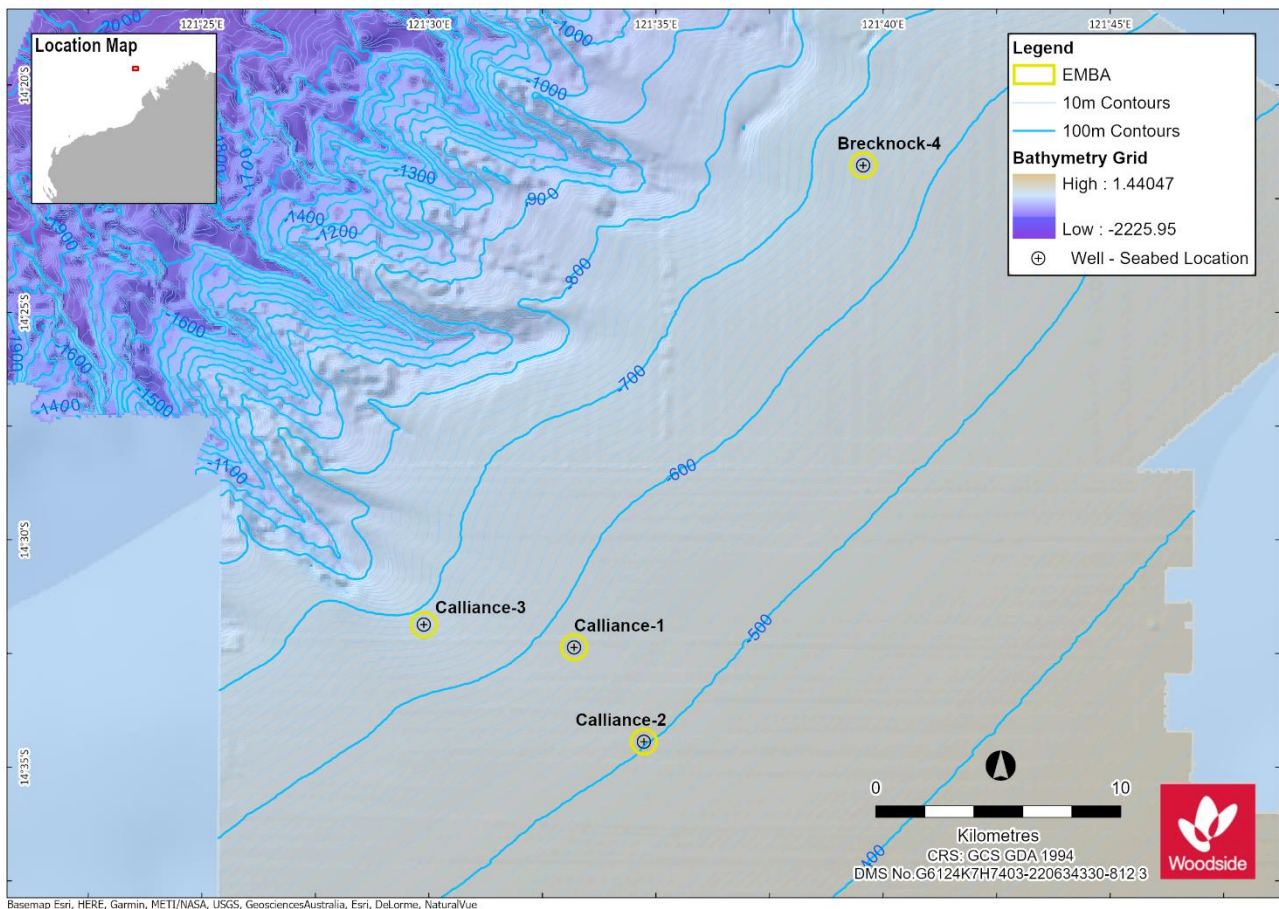 121°25'E
121°30'E
121°35'E
121°40'E
121°45'E
14°20'S
14°25'S
14°30'S
14°35'S
Location Map
Legend
EMBA
10m Contours
100m Contours
Bathymetry Grid
High : 1.44047
Low : -2225.95
Well - Seabed Location
-2000
-1000
-1000
-1300
-1700
-900
-1400
-1200
-1900
-800
-1600
-1600
-1500
-1400
-1100
-700
-600
-500
-400
Brecknock-4
Calliance-3
Calliance-1
Calliance-2
0
10
Kilometres
CRS: GCS GDA 1994
DMS No.G6124K7H7403-220634330-812 3
Woodside
Basemap Esri, HERE, Garmin, METI/NASA, USGS, GeosciencesAustralia, Esri, DeLorme, NaturalVue